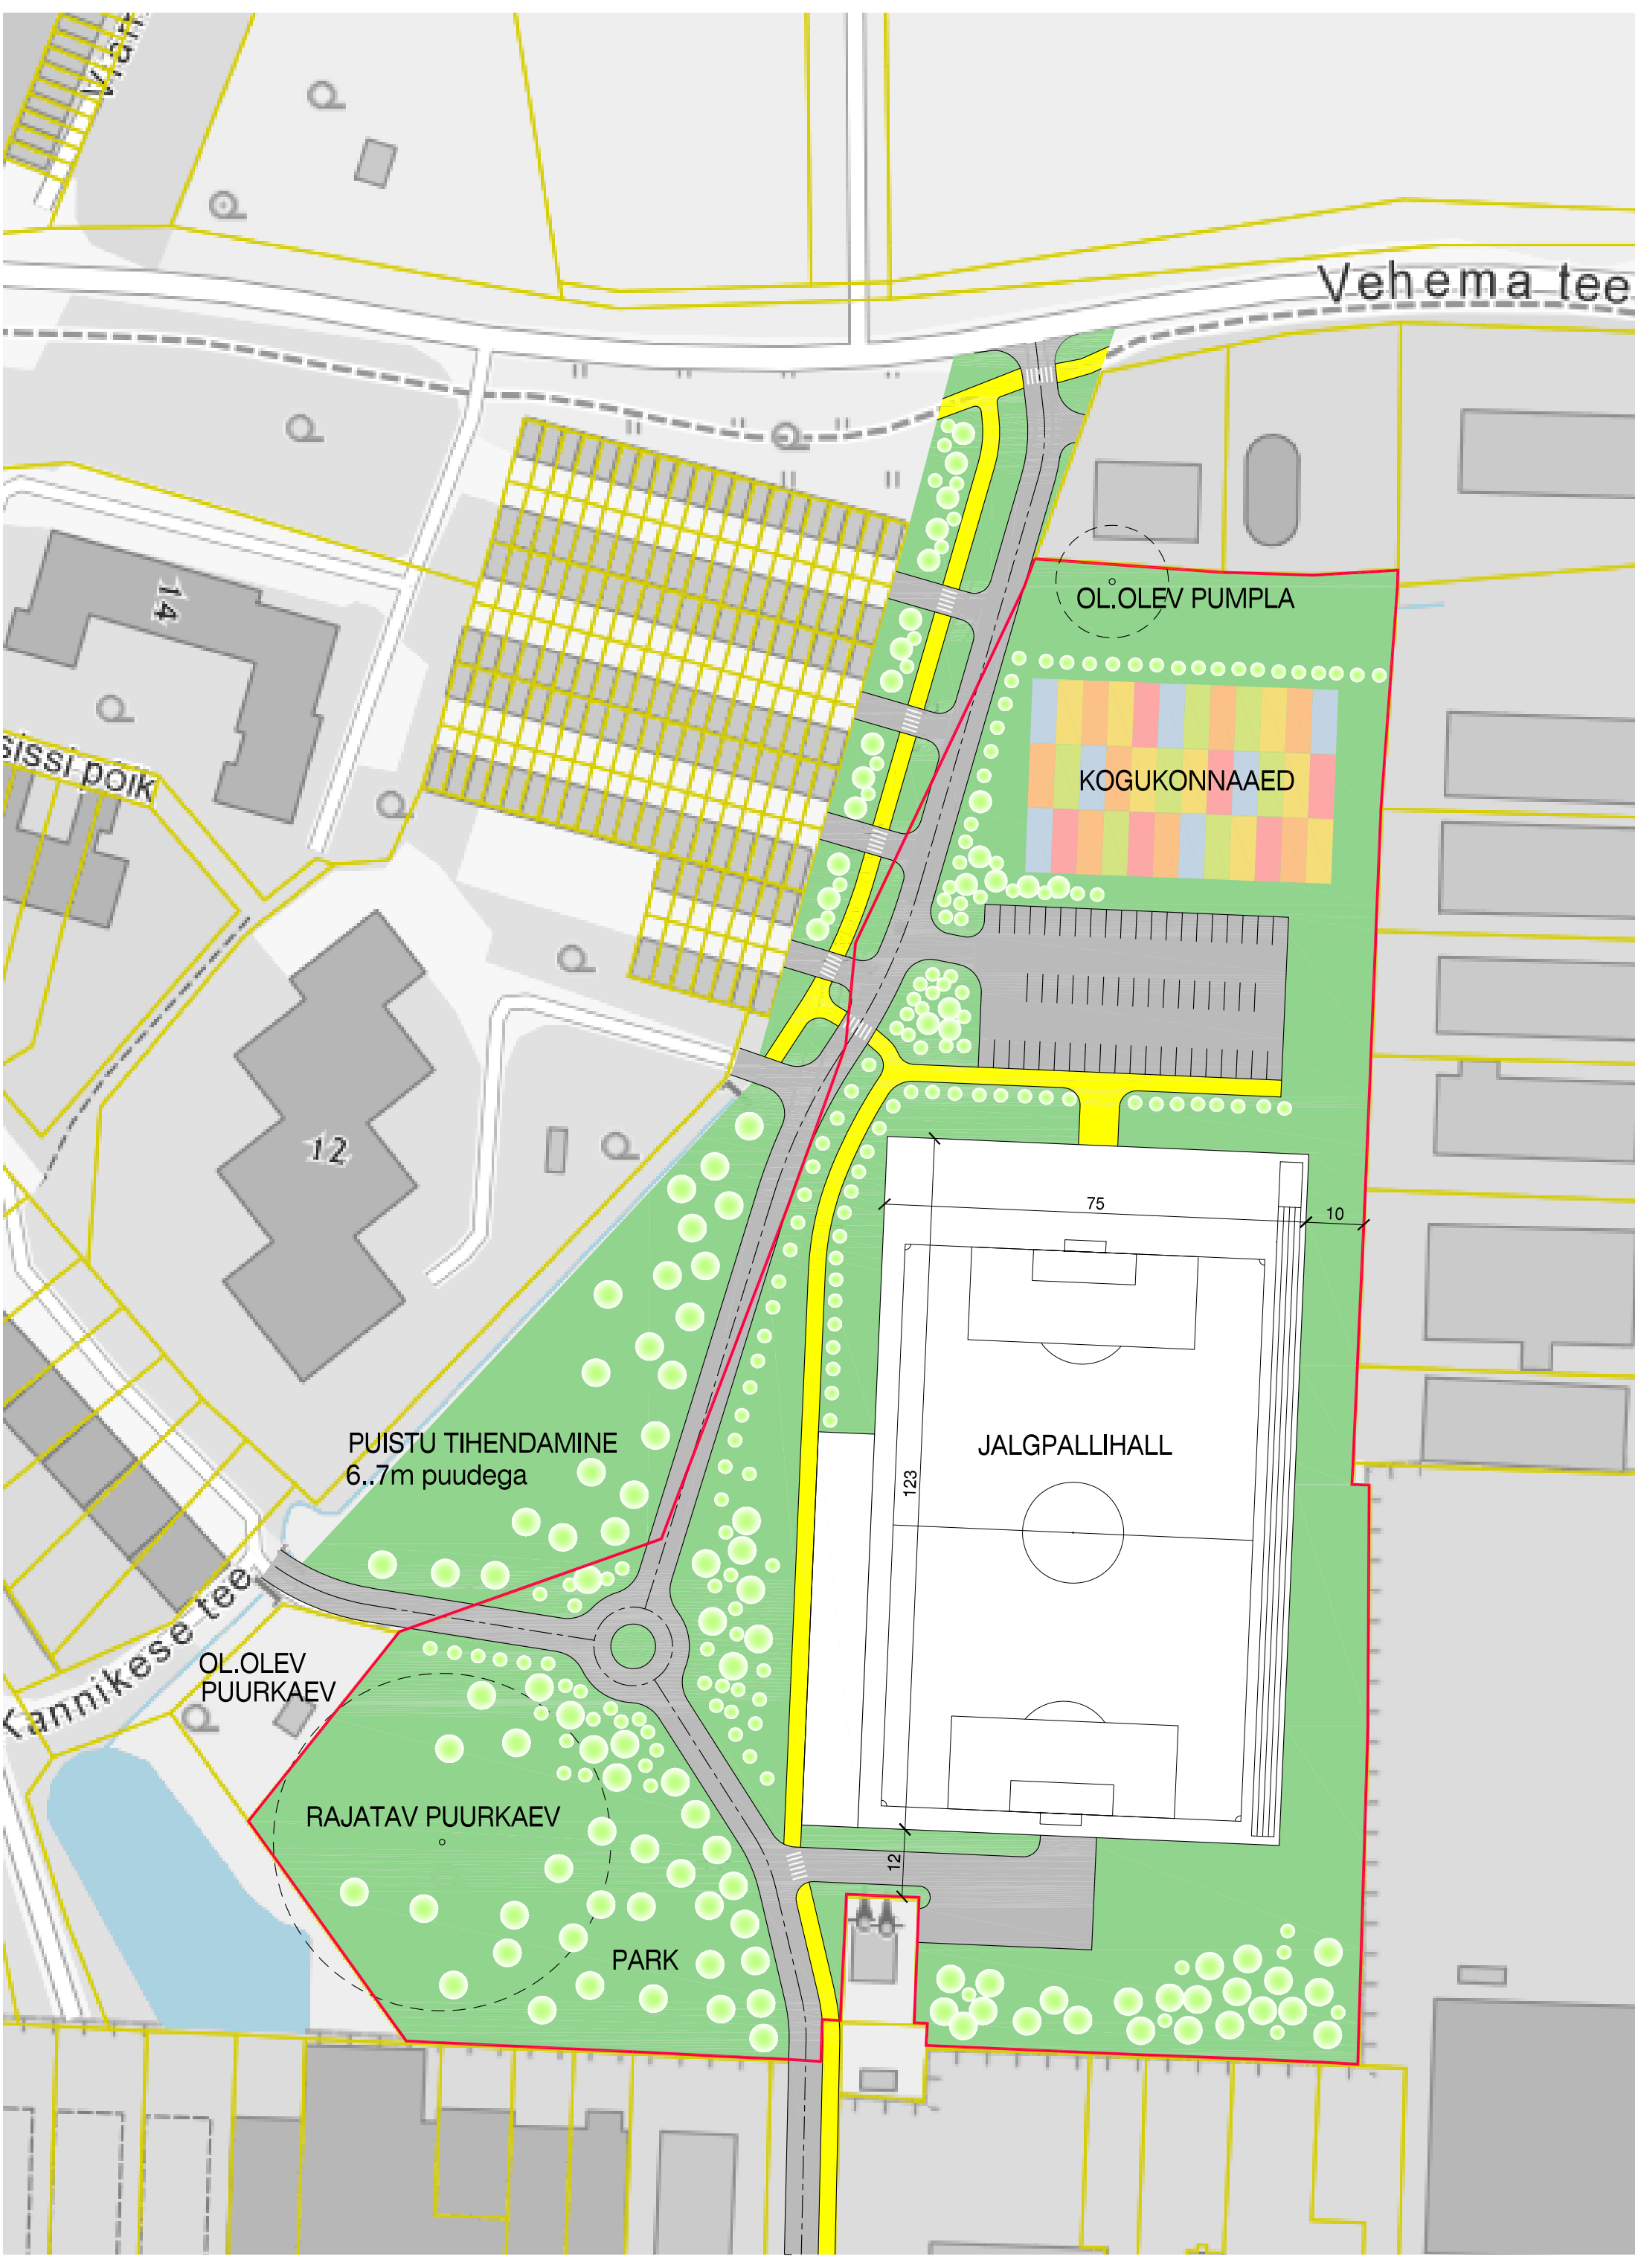 Vehema tee
OL.OLEV PUMPLA
14
sissi põik
KOGUKONNAAED
12
75
10
PUISTU TIHENDAMINE
6..7m puudega
JALGPALLIHALL
123
Kannikese tee
OL.OLEV
PUURKAEV
RAJATAV PUURKAEV
12
PARK